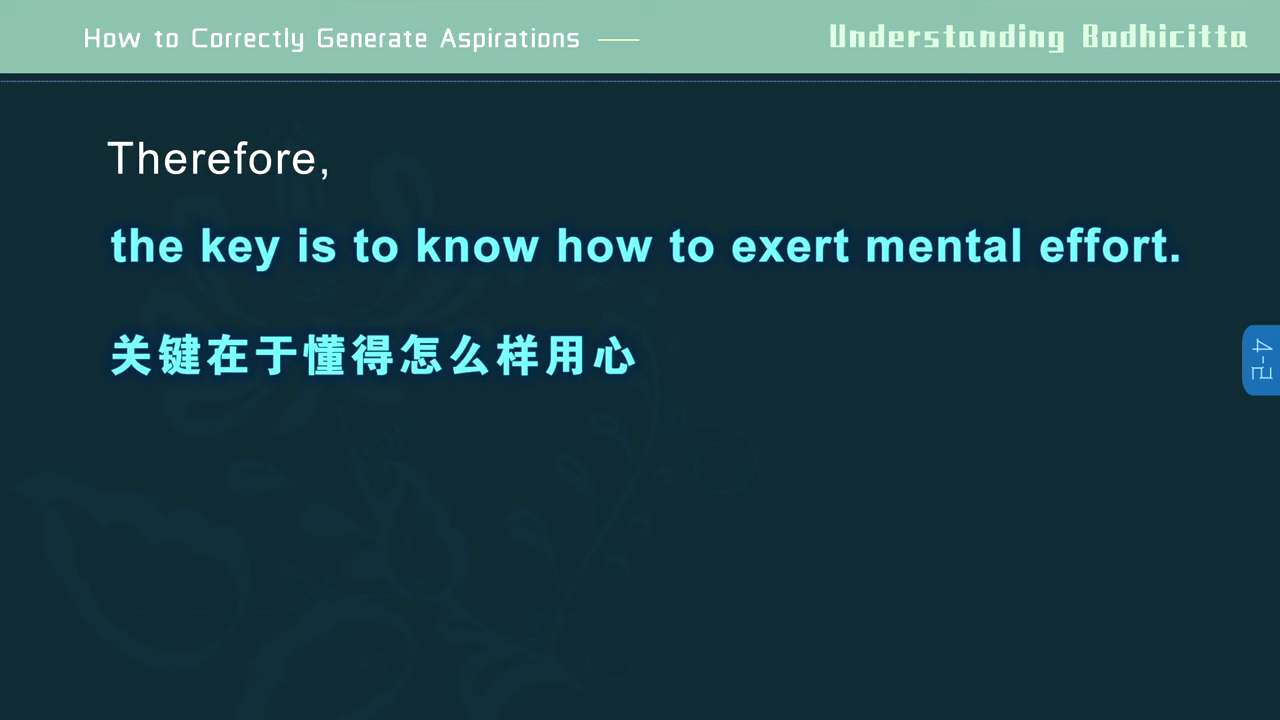 How to Correctly Generate Aspirations
Understanding Bodhicitta
Therefore,
the key is to know how to exert mental effort.
关键在于懂得怎么样用心
4-2